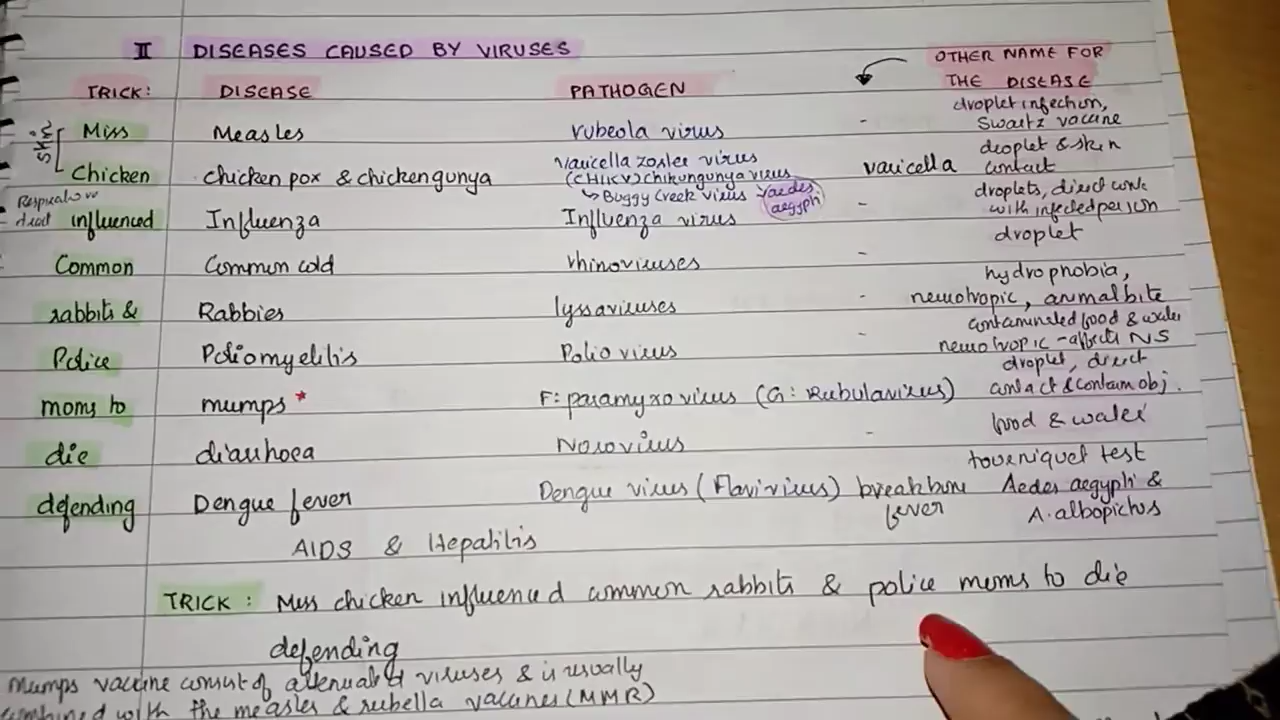 II DISEASES CAUSED BY VIRUSES
OTHER NAME FOR
THE DISEASE
TRICK: DISEASE PATHOGEN
droplet infection,
Skin Miss Measles rubeola virus - Swartz vaccine
droplet & skin
Chicken chicken pox & chickengunya Varicella zoster virus varicella contact
(CHIKV) chikungunya virus
↳ Buggy Creek virus aedes
aegypti
droplets, direct
Respiratory
tract influenced Influenza Influenza virus - with infected person
droplet
Common Common cold rhinoviruses -
hydrophobia,
rabbits & Rabbies lyssaviruses - neurotropic, animal bite
contaminated food & water
Police Poliomyelitis Polio virus - neurotropic - affects NS
droplet, direct
moms to mumps * F: paramyxovirus (G: Rubulavirus) contact & contam obj.
food & water
die diarrhoea Norovirus -
tourniquet test
defending Dengue fever Dengue virus (Flavivirus) breakbone Aedes aegypti &
fever A. albopictus
AIDS & Hepatitis
TRICK: Miss chicken influenced common rabbits & police moms to die
defending
Mumps vaccine consist of attenuated viruses & is usually
combined with the measles & rubella vaccines (MMR)